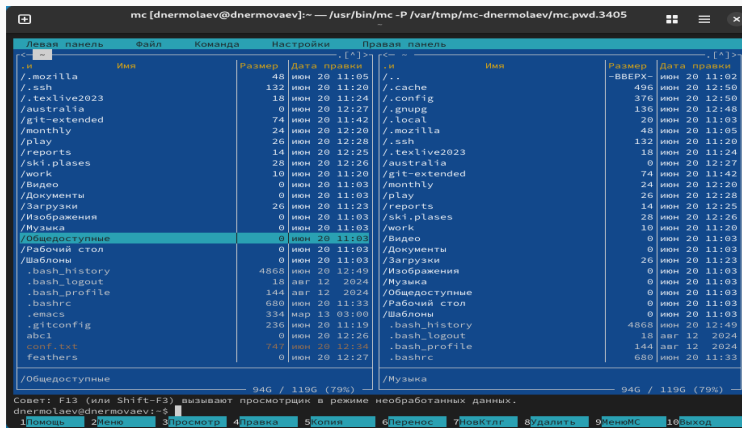 mc [dnermolaev@dnermovaev]:~ — /usr/bin/mc -P /var/tmp/mc-dnermolaev/mc.pwd.3405
Левая панель Файл Команда Настройки Правая панель
<- ~ .[^]> <- ~ .[^]>
.и Имя Размер Дата правки .и Имя Размер Дата правки
/.mozilla 48 июн 20 11:05 /.. -ВВЕРХ- июн 20 11:02
/.ssh 132 июн 20 11:20 /.cache 496 июн 20 12:50
/.texlive2023 18 июн 20 11:24 /.config 376 июн 20 12:50
/australia 0 июн 20 12:27 /.gnupg 136 июн 20 12:48
/git-extended 74 июн 20 11:42 /.local 20 июн 20 11:03
/monthly 24 июн 20 12:20 /.mozilla 48 июн 20 11:05
/play 26 июн 20 12:28 /.ssh 132 июн 20 11:20
/reports 14 июн 20 12:25 /.texlive2023 18 июн 20 11:24
/ski.plases 28 июн 20 12:26 /australia 0 июн 20 12:27
/work 10 июн 20 11:20 /git-extended 74 июн 20 11:42
/Видео 0 июн 20 11:03 /monthly 24 июн 20 12:20
/Документы 0 июн 20 11:03 /play 26 июн 20 12:28
/Загрузки 26 июн 20 11:23 /reports 14 июн 20 12:25
/Изображения 0 июн 20 11:03 /ski.plases 28 июн 20 12:26
/Музыка 0 июн 20 11:03 /work 10 июн 20 11:20
/Общедоступные 0 июн 20 11:03 /Видео 0 июн 20 11:03
/Рабочий стол 0 июн 20 11:03 /Документы 0 июн 20 11:03
/Шаблоны 0 июн 20 11:03 /Загрузки 26 июн 20 11:23
.bash_history 4868 июн 20 12:49 /Изображения 0 июн 20 11:03
.bash_logout 18 авг 12 2024 /Музыка 0 июн 20 11:03
.bash_profile 144 авг 12 2024 /Общедоступные 0 июн 20 11:03
.bashrc 680 июн 20 11:33 /Рабочий стол 0 июн 20 11:03
.emacs 334 мар 13 03:00 /Шаблоны 0 июн 20 11:03
.gitconfig 236 июн 20 11:19 .bash_history 4868 июн 20 12:49
abc1 0 июн 20 12:26 .bash_logout 18 авг 12 2024
conf.txt 747 июн 20 12:34 .bash_profile 144 авг 12 2024
feathers 0 июн 20 12:27 .bashrc 680 июн 20 11:33
/Общедоступные /Музыка
94G / 119G (79%) 94G / 119G (79%)
Совет: F13 (или Shift-F3) вызывают просмотрщик в режиме необработанных данных.
dnermolaev@dnermovaev:~$
1Помощь 2Меню 3Просмотр 4Правка 5Копия 6Перенос 7НовКтлг 8Удалить 9МенюМС 10Выход